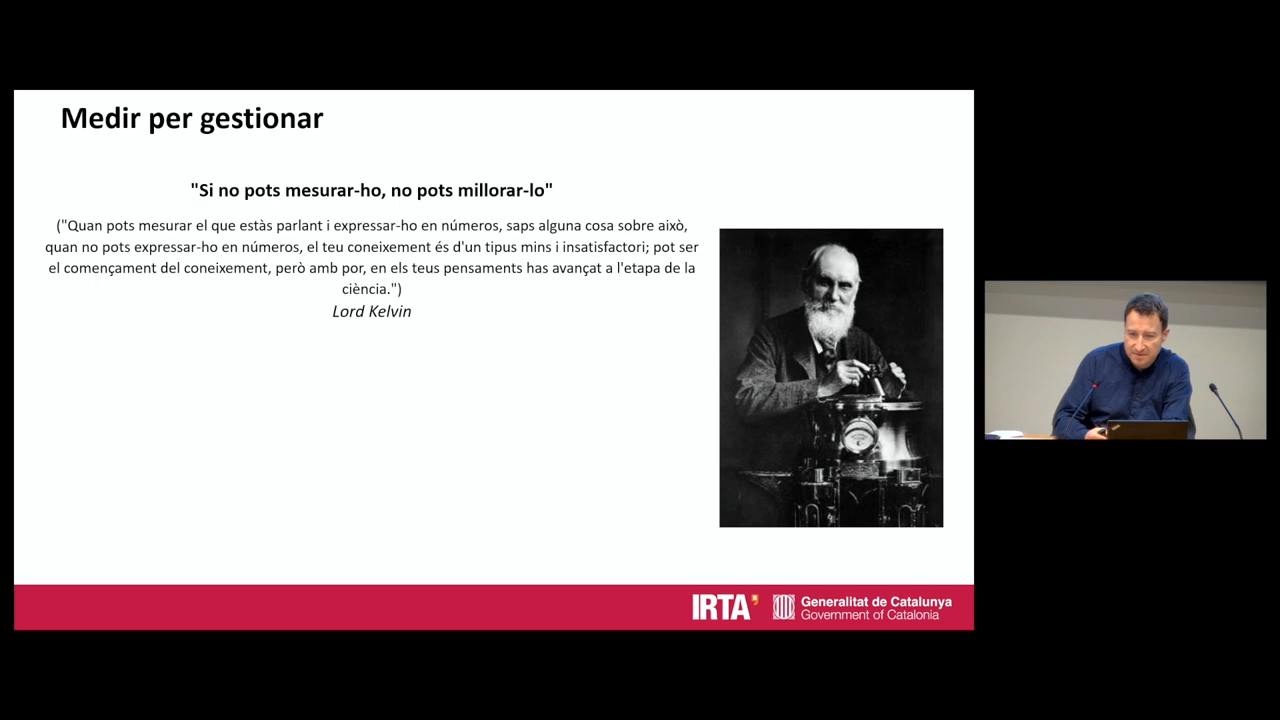 Medir per gestionar
"Si no pots mesurar-ho, no pots millorar-lo"
("Quan pots mesurar el que estàs parlant i expressar-ho en números, saps alguna cosa sobre això,
quan no pots expressar-ho en números, el teu coneixement és d'un tipus mins i insatisfactori; pot ser
el començament del coneixement, però amb por, en els teus pensaments has avançat a l'etapa de la
ciència.")
Lord Kelvin
IRTA
Generalitat de Catalunya
Government of Catalonia